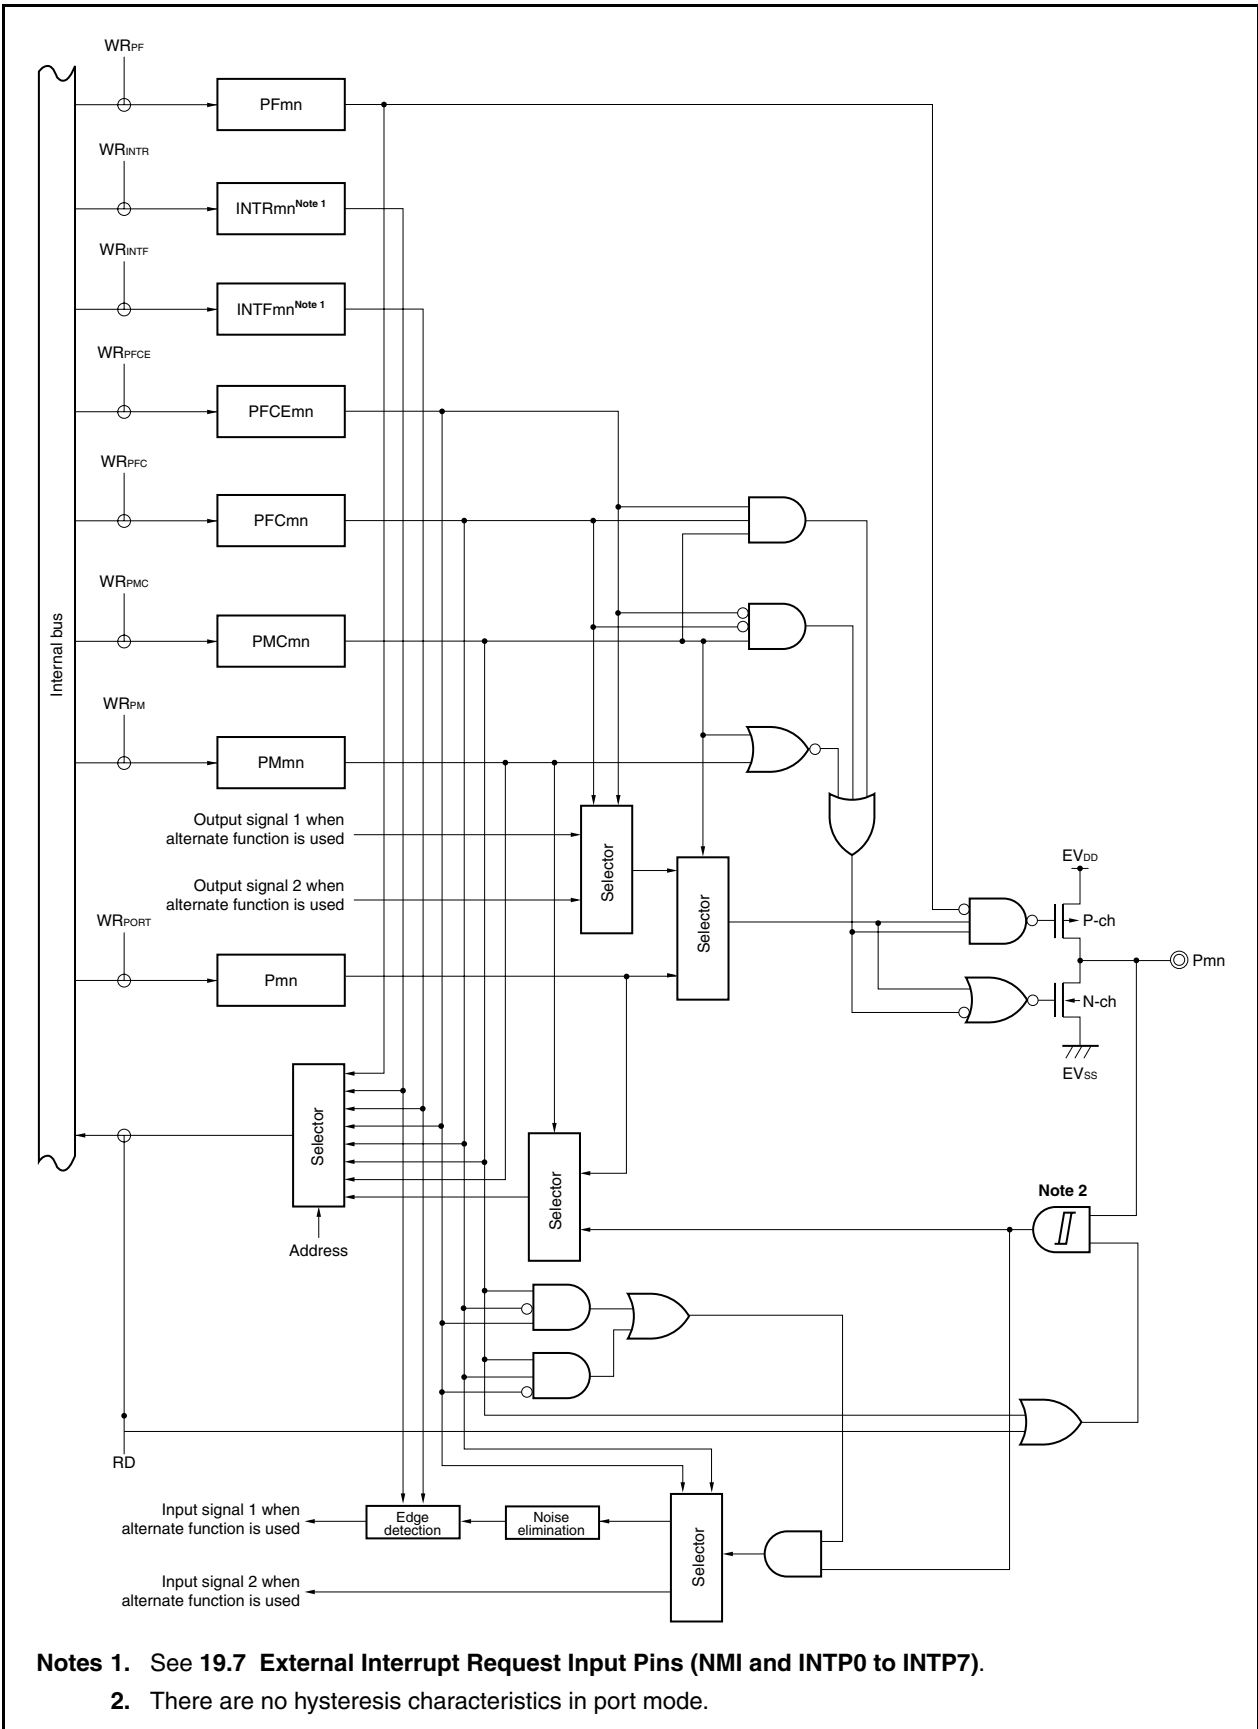 WRPF
PFmn
WRINTR
INTRmnNote 1
WRINTF
INTFmnNote 1
WRPFCE
PFCEmn
WRPFC
PFCmn
WRPMC
PMCmn
Internal bus
WRPM
PMmn
Output signal 1 when
alternate function is used
Selector
Output signal 2 when
alternate function is used
Selector
EVDD
P-ch
WRPORT
Pmn
Pmn
N-ch
EVSS
Selector
Selector
Address
Note 2
RD
Input signal 1 when
alternate function is used
Edge
detection
Noise
elimination
Selector
Input signal 2 when
alternate function is used
Notes 1. See 19.7 External Interrupt Request Input Pins (NMI and INTP0 to INTP7).
2. There are no hysteresis characteristics in port mode.